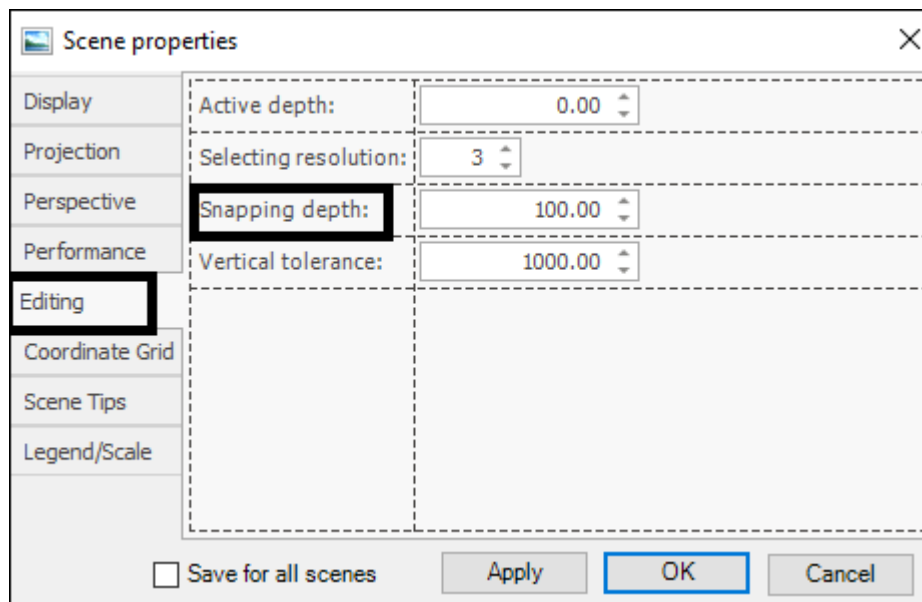 Scene properties
Display
Projection
Perspective
Performance
Editing
Coordinate Grid
Scene Tips
Legend/Scale
Active depth: 0.00
Selecting resolution: 3
Snapping depth: 100.00
Vertical tolerance: 1000.00
Save for all scenes
Apply
OK
Cancel